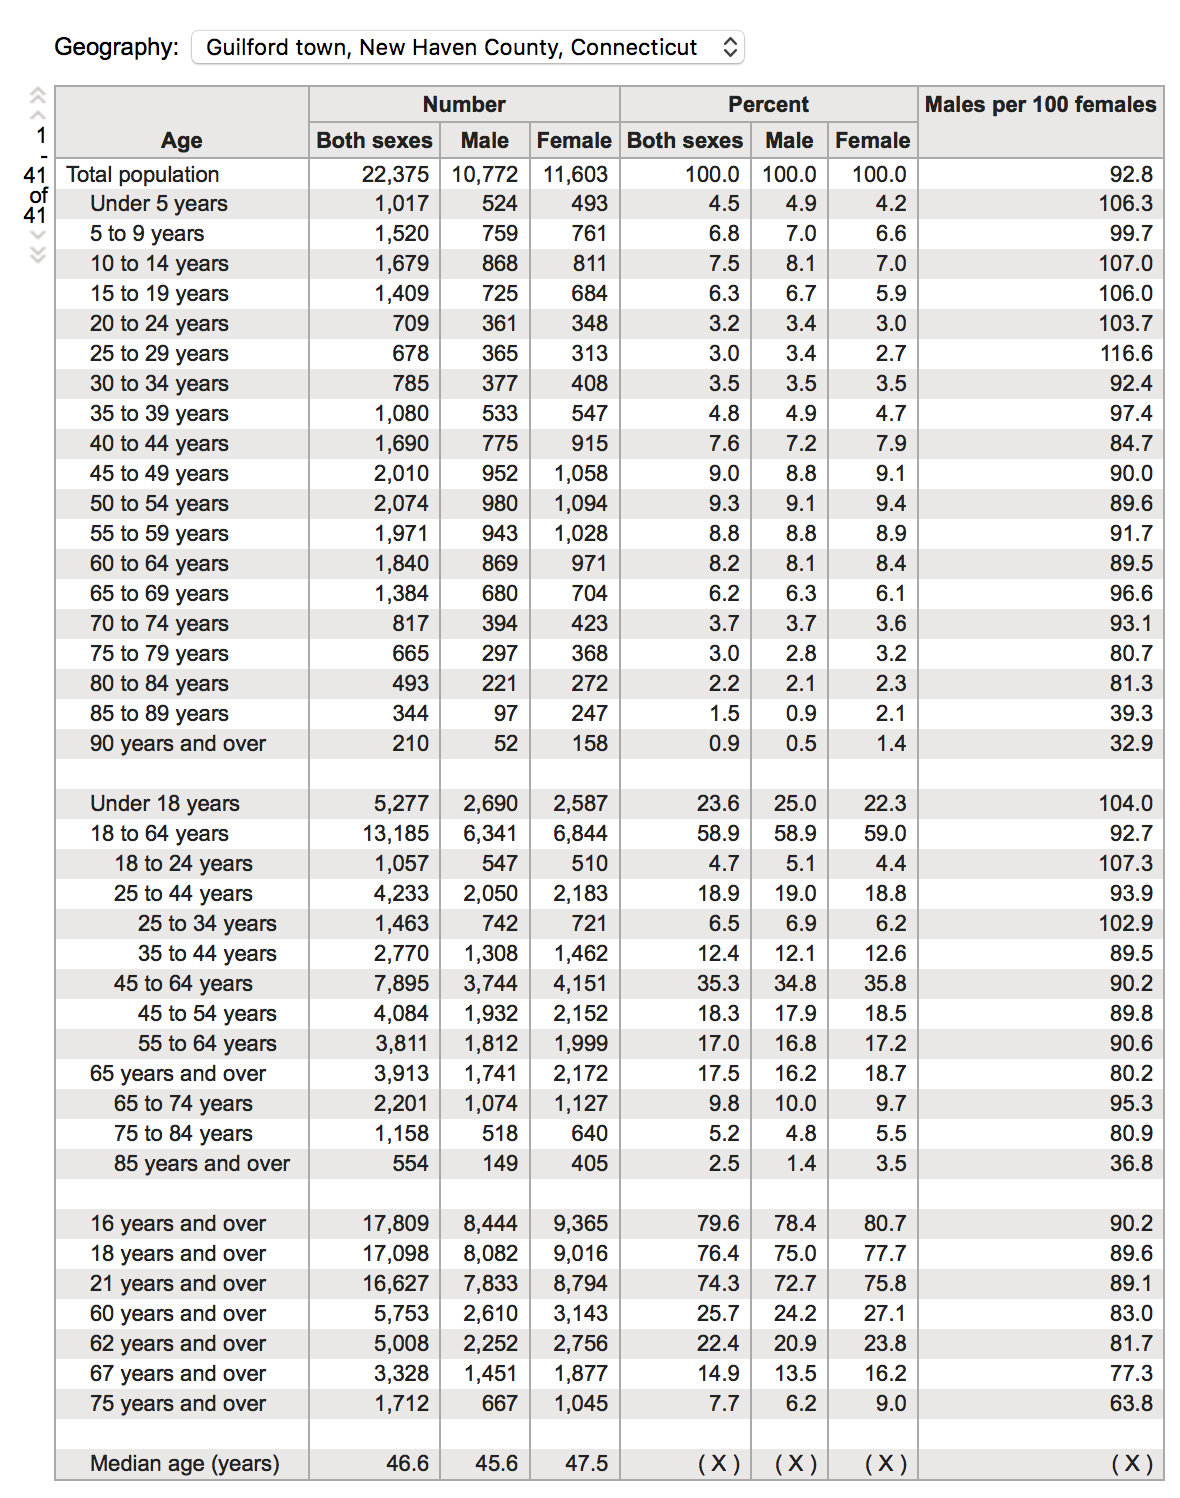 Geography: Guilford town, New Haven County, Connecticut
1
-
41
of
41
Number Percent Males per 100 females
Age Both sexes Male Female Both sexes Male Female
Total population 22,375 10,772 11,603 100.0 100.0 100.0 92.8
Under 5 years 1,017 524 493 4.5 4.9 4.2 106.3
5 to 9 years 1,520 759 761 6.8 7.0 6.6 99.7
10 to 14 years 1,679 868 811 7.5 8.1 7.0 107.0
15 to 19 years 1,409 725 684 6.3 6.7 5.9 106.0
20 to 24 years 709 361 348 3.2 3.4 3.0 103.7
25 to 29 years 678 365 313 3.0 3.4 2.7 116.6
30 to 34 years 785 377 408 3.5 3.5 3.5 92.4
35 to 39 years 1,080 533 547 4.8 4.9 4.7 97.4
40 to 44 years 1,690 775 915 7.6 7.2 7.9 84.7
45 to 49 years 2,010 952 1,058 9.0 8.8 9.1 90.0
50 to 54 years 2,074 980 1,094 9.3 9.1 9.4 89.6
55 to 59 years 1,971 943 1,028 8.8 8.8 8.9 91.7
60 to 64 years 1,840 869 971 8.2 8.1 8.4 89.5
65 to 69 years 1,384 680 704 6.2 6.3 6.1 96.6
70 to 74 years 817 394 423 3.7 3.7 3.6 93.1
75 to 79 years 665 297 368 3.0 2.8 3.2 80.7
80 to 84 years 493 221 272 2.2 2.1 2.3 81.3
85 to 89 years 344 97 247 1.5 0.9 2.1 39.3
90 years and over 210 52 158 0.9 0.5 1.4 32.9
Under 18 years 5,277 2,690 2,587 23.6 25.0 22.3 104.0
18 to 64 years 13,185 6,341 6,844 58.9 58.9 59.0 92.7
18 to 24 years 1,057 547 510 4.7 5.1 4.4 107.3
25 to 44 years 4,233 2,050 2,183 18.9 19.0 18.8 93.9
25 to 34 years 1,463 742 721 6.5 6.9 6.2 102.9
35 to 44 years 2,770 1,308 1,462 12.4 12.1 12.6 89.5
45 to 64 years 7,895 3,744 4,151 35.3 34.8 35.8 90.2
45 to 54 years 4,084 1,932 2,152 18.3 17.9 18.5 89.8
55 to 64 years 3,811 1,812 1,999 17.0 16.8 17.2 90.6
65 years and over 3,913 1,741 2,172 17.5 16.2 18.7 80.2
65 to 74 years 2,201 1,074 1,127 9.8 10.0 9.7 95.3
75 to 84 years 1,158 518 640 5.2 4.8 5.5 80.9
85 years and over 554 149 405 2.5 1.4 3.5 36.8
16 years and over 17,809 8,444 9,365 79.6 78.4 80.7 90.2
18 years and over 17,098 8,082 9,016 76.4 75.0 77.7 89.6
21 years and over 16,627 7,833 8,794 74.3 72.7 75.8 89.1
60 years and over 5,753 2,610 3,143 25.7 24.2 27.1 83.0
62 years and over 5,008 2,252 2,756 22.4 20.9 23.8 81.7
67 years and over 3,328 1,451 1,877 14.9 13.5 16.2 77.3
75 years and over 1,712 667 1,045 7.7 6.2 9.0 63.8
Median age (years) 46.6 45.6 47.5 ( X ) ( X ) ( X ) ( X )